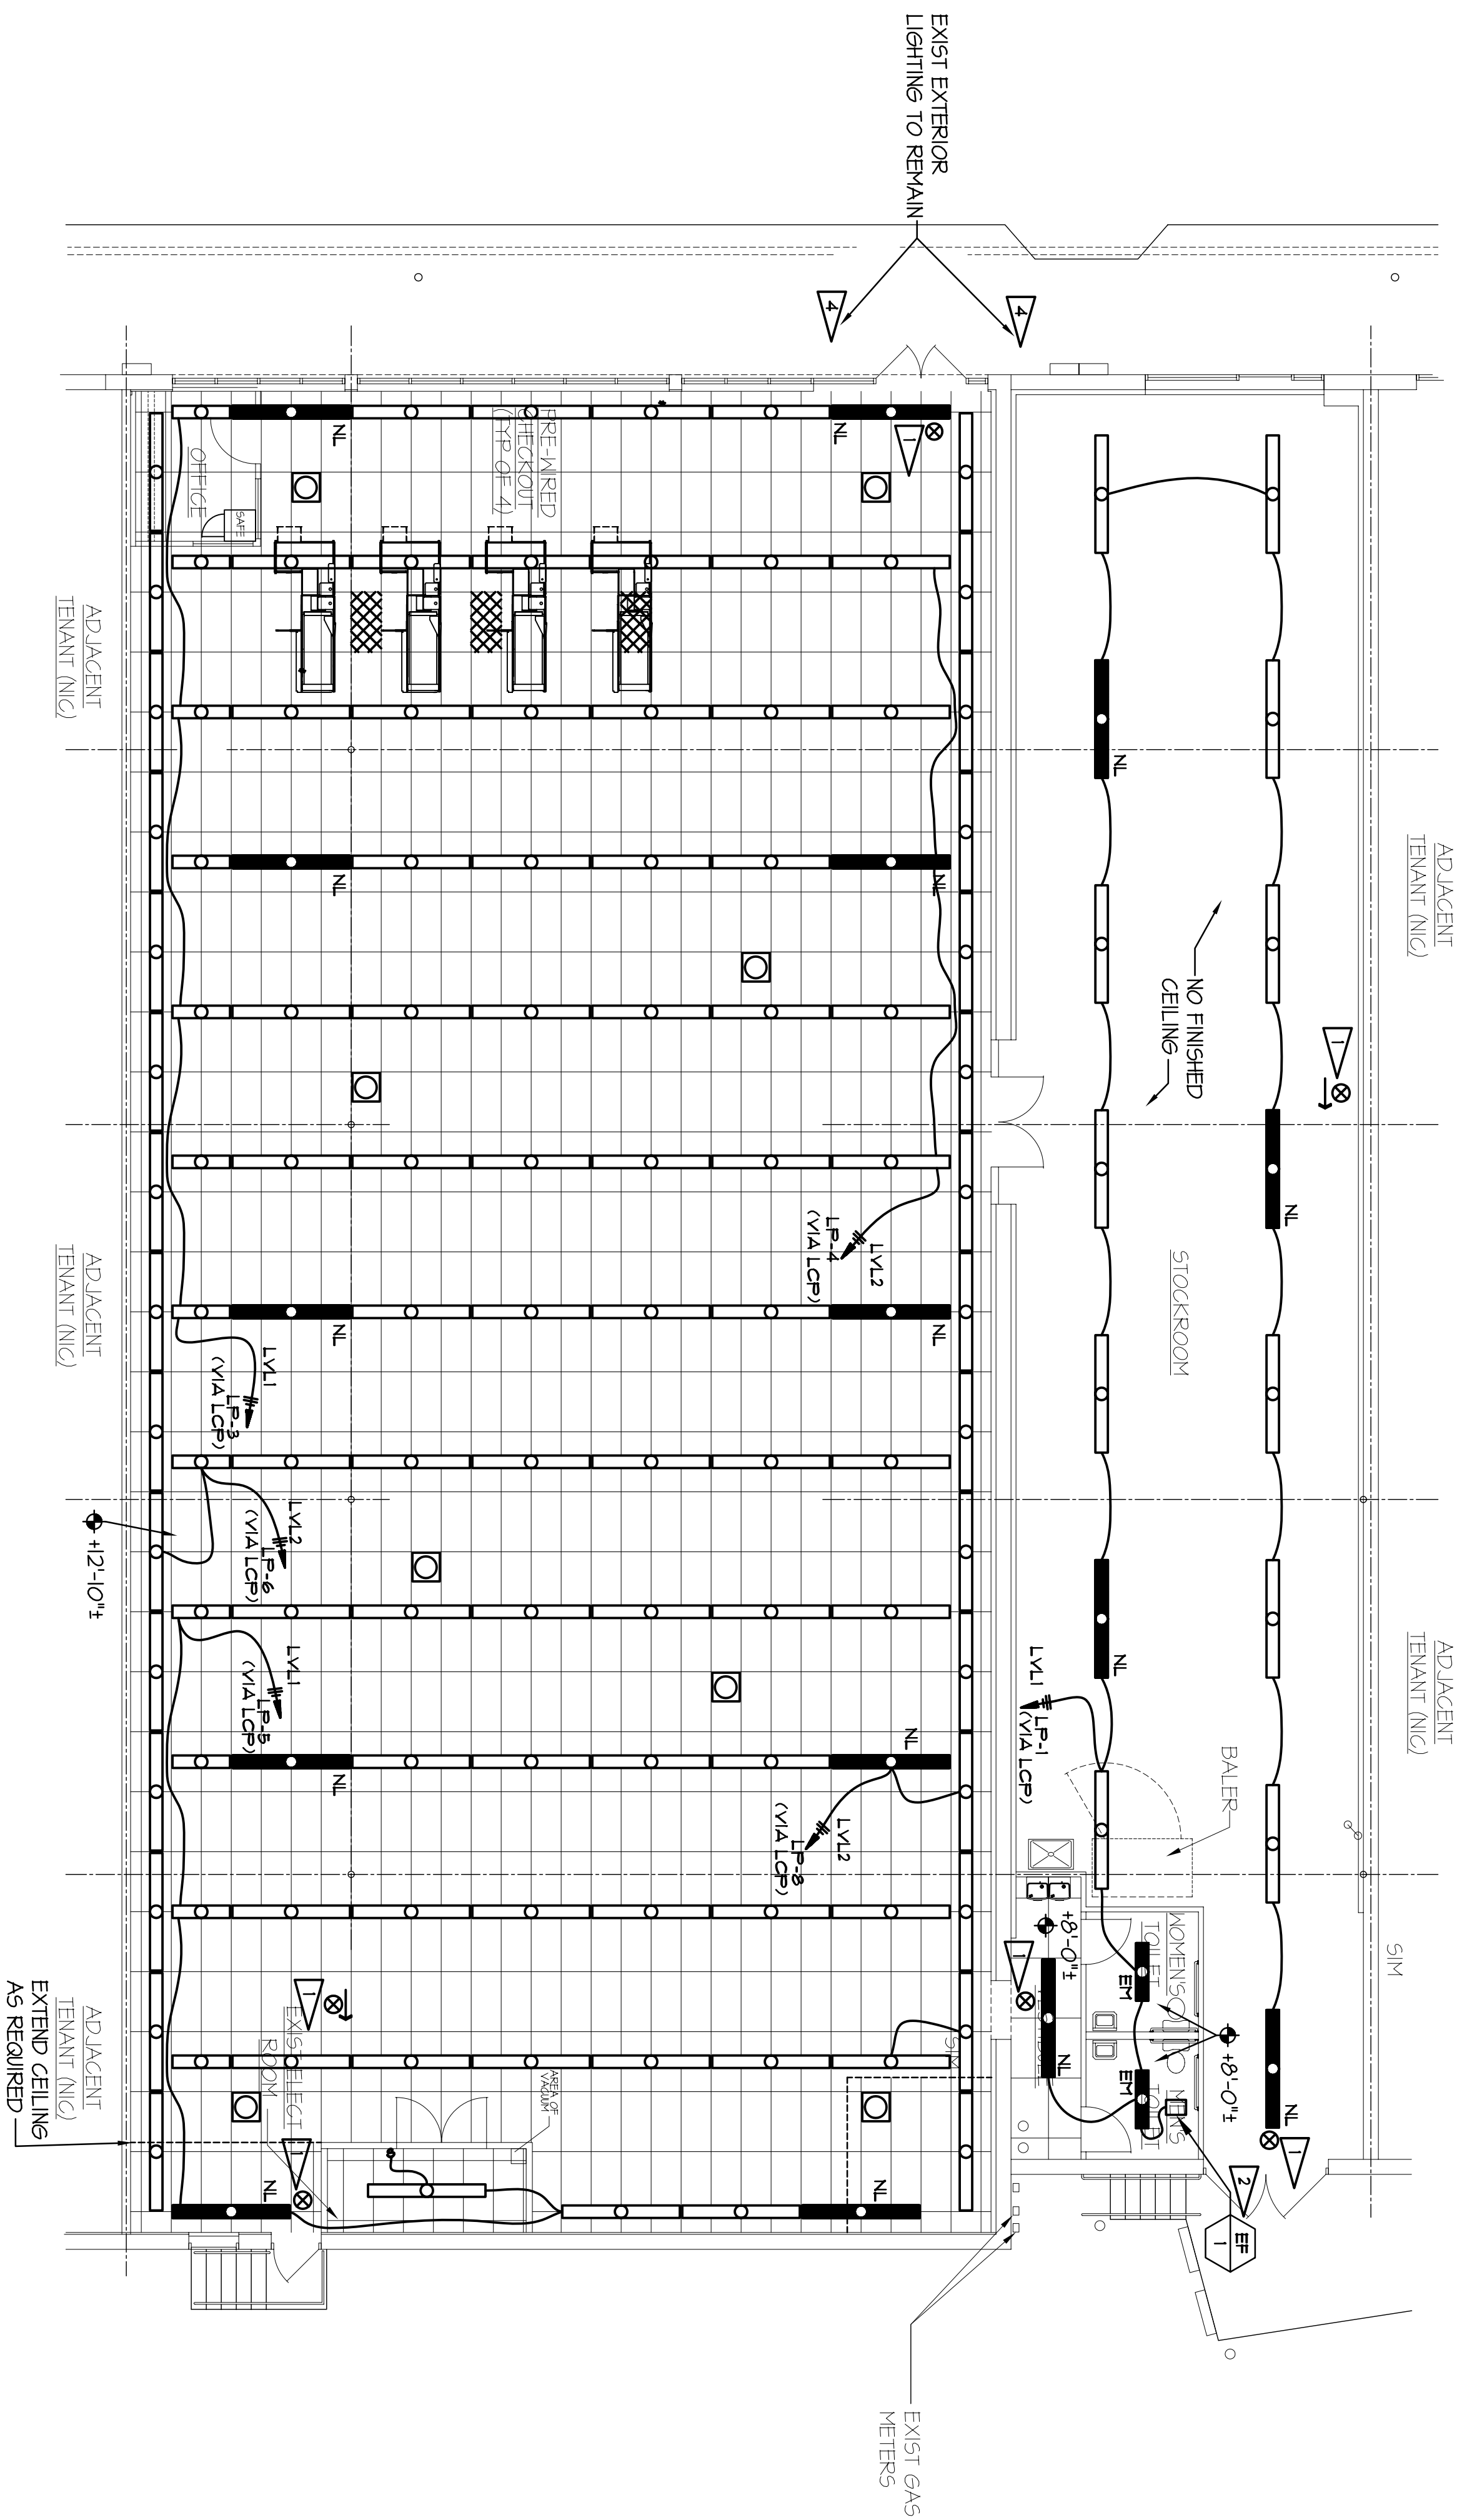 EXIST EXTERIOR
LIGHTING TO REMAIN
4
4
ADJACENT
TENANT (NIC)
ADJACENT
TENANT (NIC)
SIM
1
NO FINISHED
CEILING
STOCKROOM
BALER
NL
NL
NL
NL
1
2
EF
1
LVL1
LP-1
(VIA LCP)
WOMEN'S
TOILET
MEN'S
TOILET
EM
EM
+8'-0"±
+8'-0"±
1
NL
EXIST GAS
METERS
NL
NL
1
PRE-WIRED
CHECKOUT
(TYP OF 4)
OFFICE
SAFE
NL
NL
LVL2
LP-4
(VIA LCP)
NL
NL
LVL1
LP-3
(VIA LCP)
LVL2
LP-6
(VIA LCP)
LVL1
LP-5
(VIA LCP)
NL
NL
LVL2
LP-8
(VIA LCP)
1
EXIST ELECT
ROOM
AREA OF
VACUUM
1
NL
NL
ADJACENT
TENANT (NIC)
ADJACENT
TENANT (NIC)
+12'-10"±
ADJACENT
TENANT (NIC)
EXTEND CEILING
AS REQUIRED